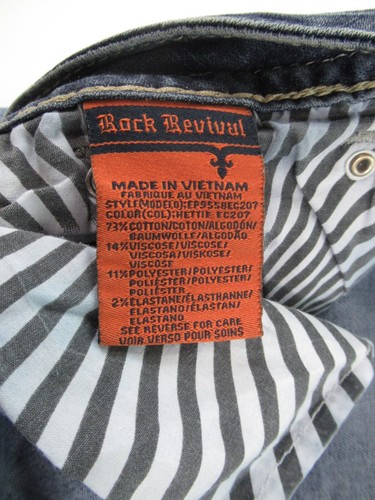 Rock Revival
MADE IN VIETNAM
FABRIQUE AU VIETNAM
STYLE(MODELO):EP9558EC207
COLOR(COL):HETTIE EC207
73%COTTON/COTON/ALGODÓN/
BAUMWOLLE/ALGODÃO
14%VISCOSE/VISCOSE/
VISCOSA/VISKOSE/
VISCOSE
11%POLYESTER/POLYESTER/
POLIÉSTER/POLYESTER/
POLIÉSTER
2%ELASTANE/ÉLASTHANNE/
ELASTANO/ELASTAN/
ELASTANO
SEE REVERSE FOR CARE
VOIR VERSO POUR SOINS